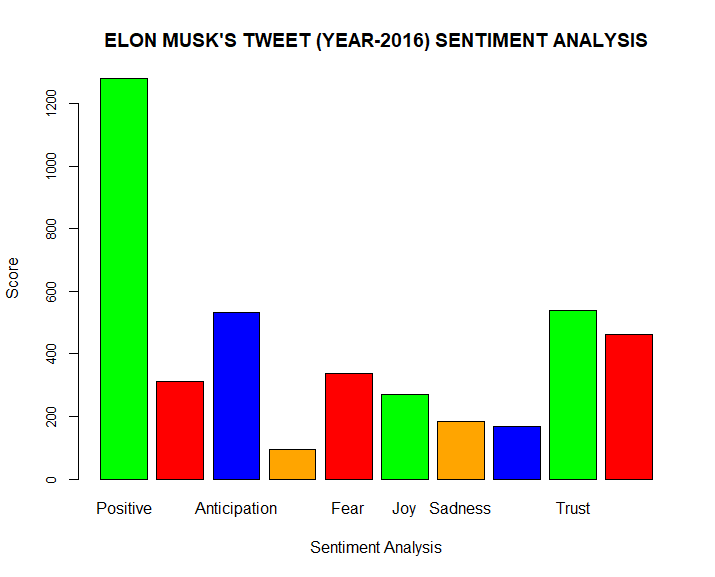 ELON MUSK'S TWEET (YEAR-2016) SENTIMENT ANALYSIS
Score
1200
1000
800
600
400
200
0
Positive Anticipation Fear Joy Sadness Trust
Sentiment Analysis